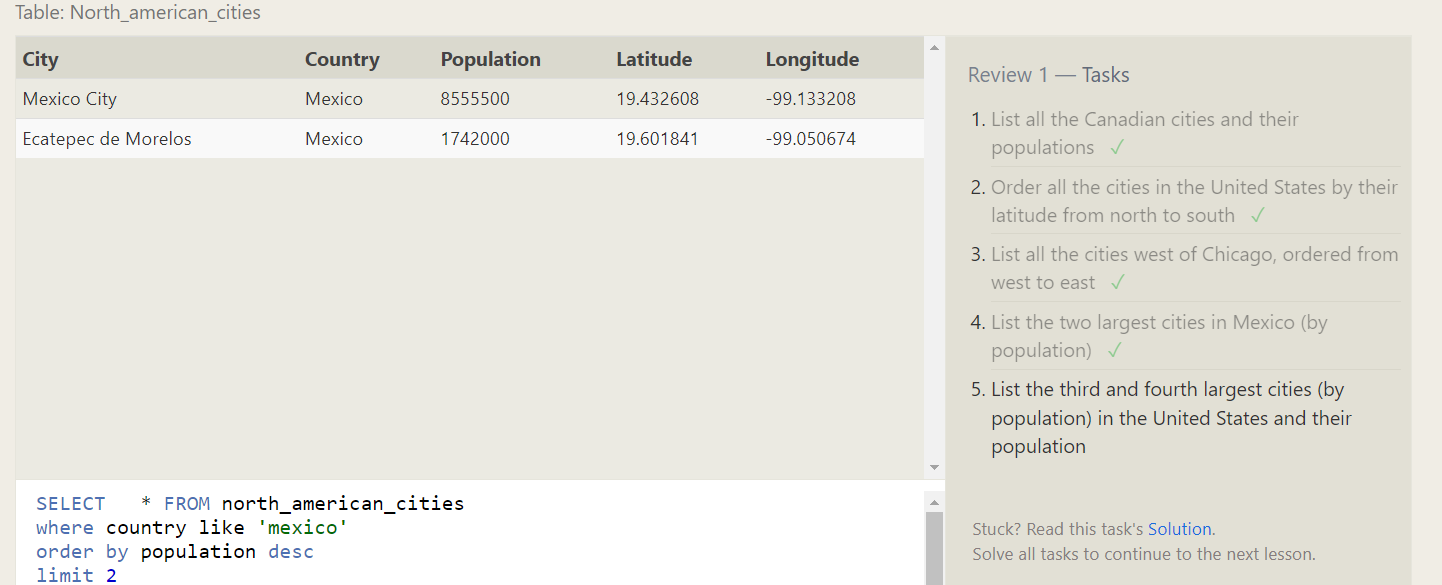 Table: North_american_cities
City Country Population Latitude Longitude
Mexico City Mexico 8555500 19.432608 -99.133208
Ecatepec de Morelos Mexico 1742000 19.601841 -99.050674
SELECT * FROM north_american_cities
where country like 'mexico'
order by population desc
limit 2
Review 1 — Tasks
1. List all the Canadian cities and their
populations ✓
2. Order all the cities in the United States by their
latitude from north to south ✓
3. List all the cities west of Chicago, ordered from
west to east ✓
4. List the two largest cities in Mexico (by
population) ✓
5. List the third and fourth largest cities (by
population) in the United States and their
population
Stuck? Read this task's Solution.
Solve all tasks to continue to the next lesson.